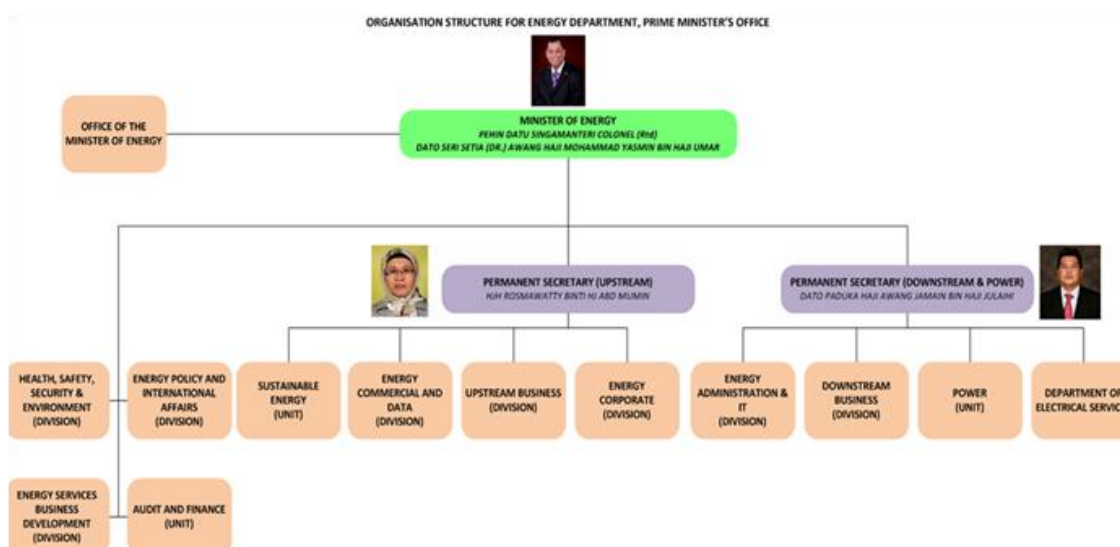 ORGANISATION STRUCTURE FOR ENERGY DEPARTMENT, PRIME MINISTER'S OFFICE
OFFICE OF THE
MINISTER OF ENERGY
MINISTER OF ENERGY
PEHIN DATU SINGAMANTERI COLONEL (Rtd)
DATO SERI SETIA (DR.) AWANG HAJI MOHAMMAD YASMIN BIN HAJI UMAR
PERMANENT SECRETARY (UPSTREAM)
HJH ROSMAWATTY BINTI HJ ABD MUMIN
PERMANENT SECRETARY (DOWNSTREAM & POWER)
DATO PADUKA HAJI AWANG JAMAIN BIN HAJI JULAIHI
HEALTH, SAFETY,
SECURITY &
ENVIRONMENT
(DIVISION)
ENERGY POLICY AND
INTERNATIONAL
AFFAIRS
(DIVISION)
SUSTAINABLE
ENERGY
(UNIT)
ENERGY
COMMERCIAL AND
DATA
(DIVISION)
UPSTREAM BUSINESS
(DIVISION)
ENERGY
CORPORATE
(DIVISION)
ENERGY
ADMINISTRATION &
IT
(DIVISION)
DOWNSTREAM
BUSINESS
(DIVISION)
POWER
(UNIT)
DEPARTMENT OF
ELECTRICAL SERVIC
ENERGY SERVICES
BUSINESS
DEVELOPMENT
(DIVISION)
AUDIT AND FINANCE
(UNIT)